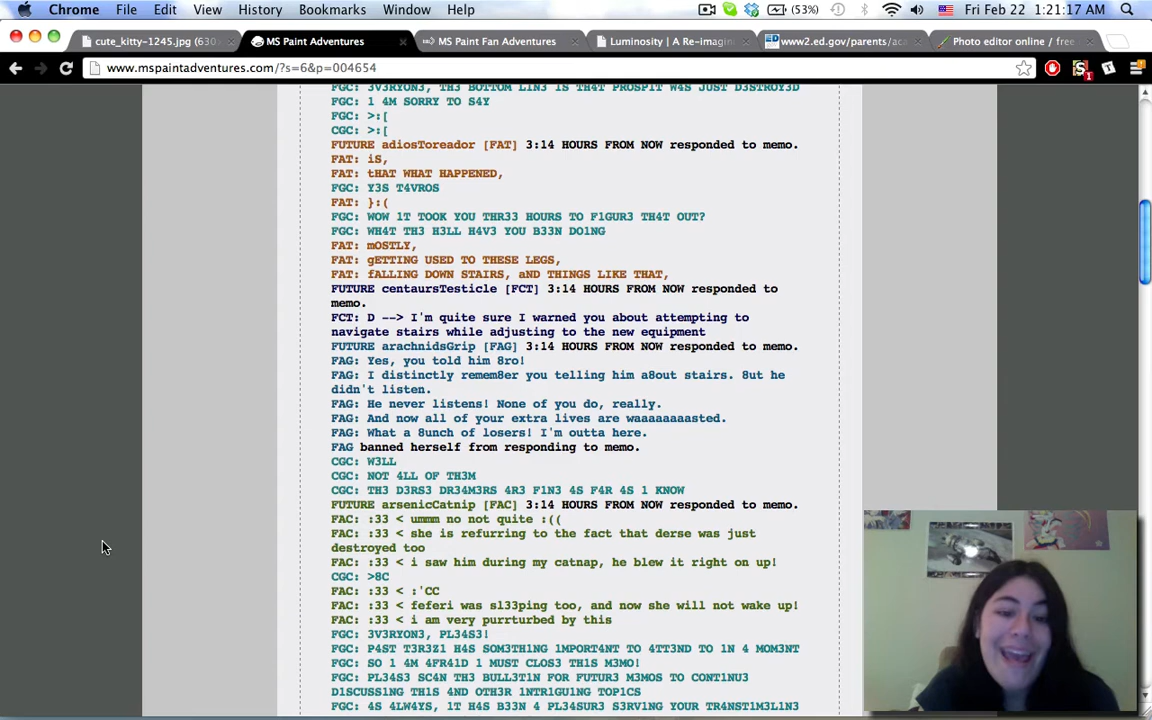 Chrome File Edit View History Bookmarks Window Help (53%) Fri Feb 22 1:21:17 AM
cute_kitty-1245.jpg (630 MS Paint Adventures MS Paint Fan Adventures Luminosity | A Re-imagin www2.ed.gov/parents/aca Photo editor online / free
www.mspaintadventures.com/?s=6&p=004654
FGC: 3V3RYON3, TH3 BOTTOM L1N3 1S TH4T PROSP1T W4S JUST D3STROY3D
FGC: 1 4M SORRY TO S4Y
FGC: >:[
CGC: >:[
FUTURE adiosToreador [FAT] 3:14 HOURS FROM NOW responded to memo.
FAT: iS,
FAT: tHAT WHAT HAPPENED,
FGC: Y3S T4VROS
FAT: }:(
FGC: WOW 1T TOOK YOU THR33 HOURS TO F1GUR3 TH4T OUT?
FGC: WH4T TH3 H3LL H4V3 YOU B33N DO1NG
FAT: mOSTLY,
FAT: gETTING USED TO THESE LEGS,
FAT: fALLING DOWN STAIRS, aND THINGS LIKE THAT,
FUTURE centaursTesticle [FCT] 3:14 HOURS FROM NOW responded to
memo.
FCT: D --> I'm quite sure I warned you about attempting to
navigate stairs while adjusting to the new equipment
FUTURE arachnidsGrip [FAG] 3:14 HOURS FROM NOW responded to memo.
FAG: Yes, you told him 8ro!
FAG: I distinctly remem8er you telling him a8out stairs. 8ut he
didn't listen.
FAG: He never listens! None of you do, really.
FAG: And now all of your extra lives are waaaaaaaasted.
FAG: What a 8unch of losers! I'm outta here.
FAG banned herself from responding to memo.
CGC: W3LL
CGC: NOT 4LL OF TH3M
CGC: TH3 D3RS3 DR34M3RS 4R3 F1N3 4S F4R 4S 1 KNOW
FUTURE arsenicCatnip [FAC] 3:14 HOURS FROM NOW responded to memo.
FAC: :33 < ummm no not quite :((
FAC: :33 < she is refurring to the fact that derse was just
destroyed too
FAC: :33 < i saw him during my catnap, he blew it right on up!
CGC: >8C
FAC: :33 < :'CC
FAC: :33 < feferi was sl33ping too, and now she will not wake up!
FAC: :33 < i am very purrturbed by this
FGC: 3V3RYON3, PL34S3!
FGC: P4ST T3R3Z1 H4S SOM3TH1NG 1MPORT4NT TO 4TT3ND TO 1N 4 MOM3NT
FGC: SO 1 4M 4FR41D 1 MUST CLOS3 TH1S M3MO!
FGC: PL34S3 SC4N TH3 BULL3T1N FOR FUTUR3 M3MOS TO CONT1NU3
D1SCUSS1NG TH1S 4ND OTH3R 1NTR1GU1NG TOP1CS
FGC: 4S 4LW4YS, 1T H4S B33N 4 PL34SUR3 S3RV1NG YOUR TR4NST1M3L1N3